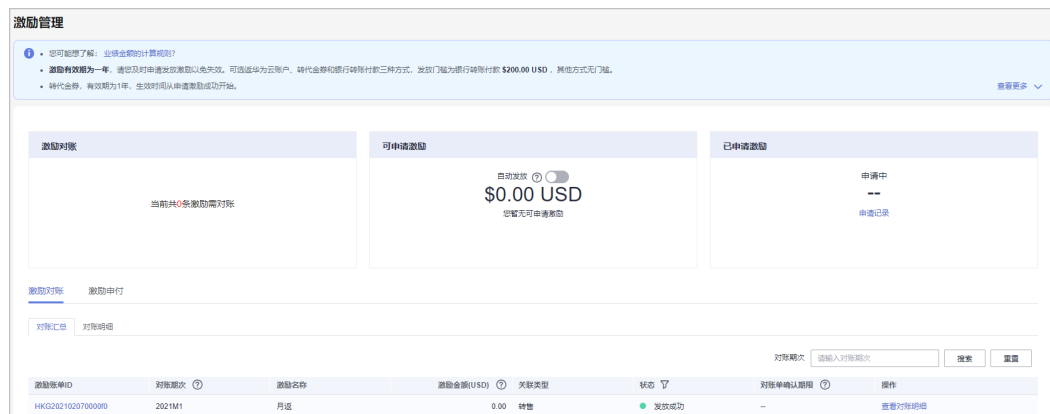 激励管理
您可能想了解： 业绩金额的计算规则?
激励有效期为一年，请您及时申请发放激励以免失效。可选返华为云账户、转代金券和银行转账付款三种方式，发放门槛为银行转账付款 $200.00 USD ，其他方式无门槛。
转代金券，有效期为1年，生效时间从申请激励成功开始。
查看更多
激励对账
可申请激励
已申请激励
当前共0条激励需对账
自动发放
$0.00 USD
您暂无可申请激励
申请中
--
申请记录
激励对账 激励申付
对账汇总 对账明细
对账期次 请输入对账期次 搜索 重置
激励账单ID 对账期次 激励名称 激励金额(USD) 关联类型 状态 对账单确认期限 操作
HKG202102070000f0 2021M1 月返 0.00 转售 发放成功 -- 查看对账明细